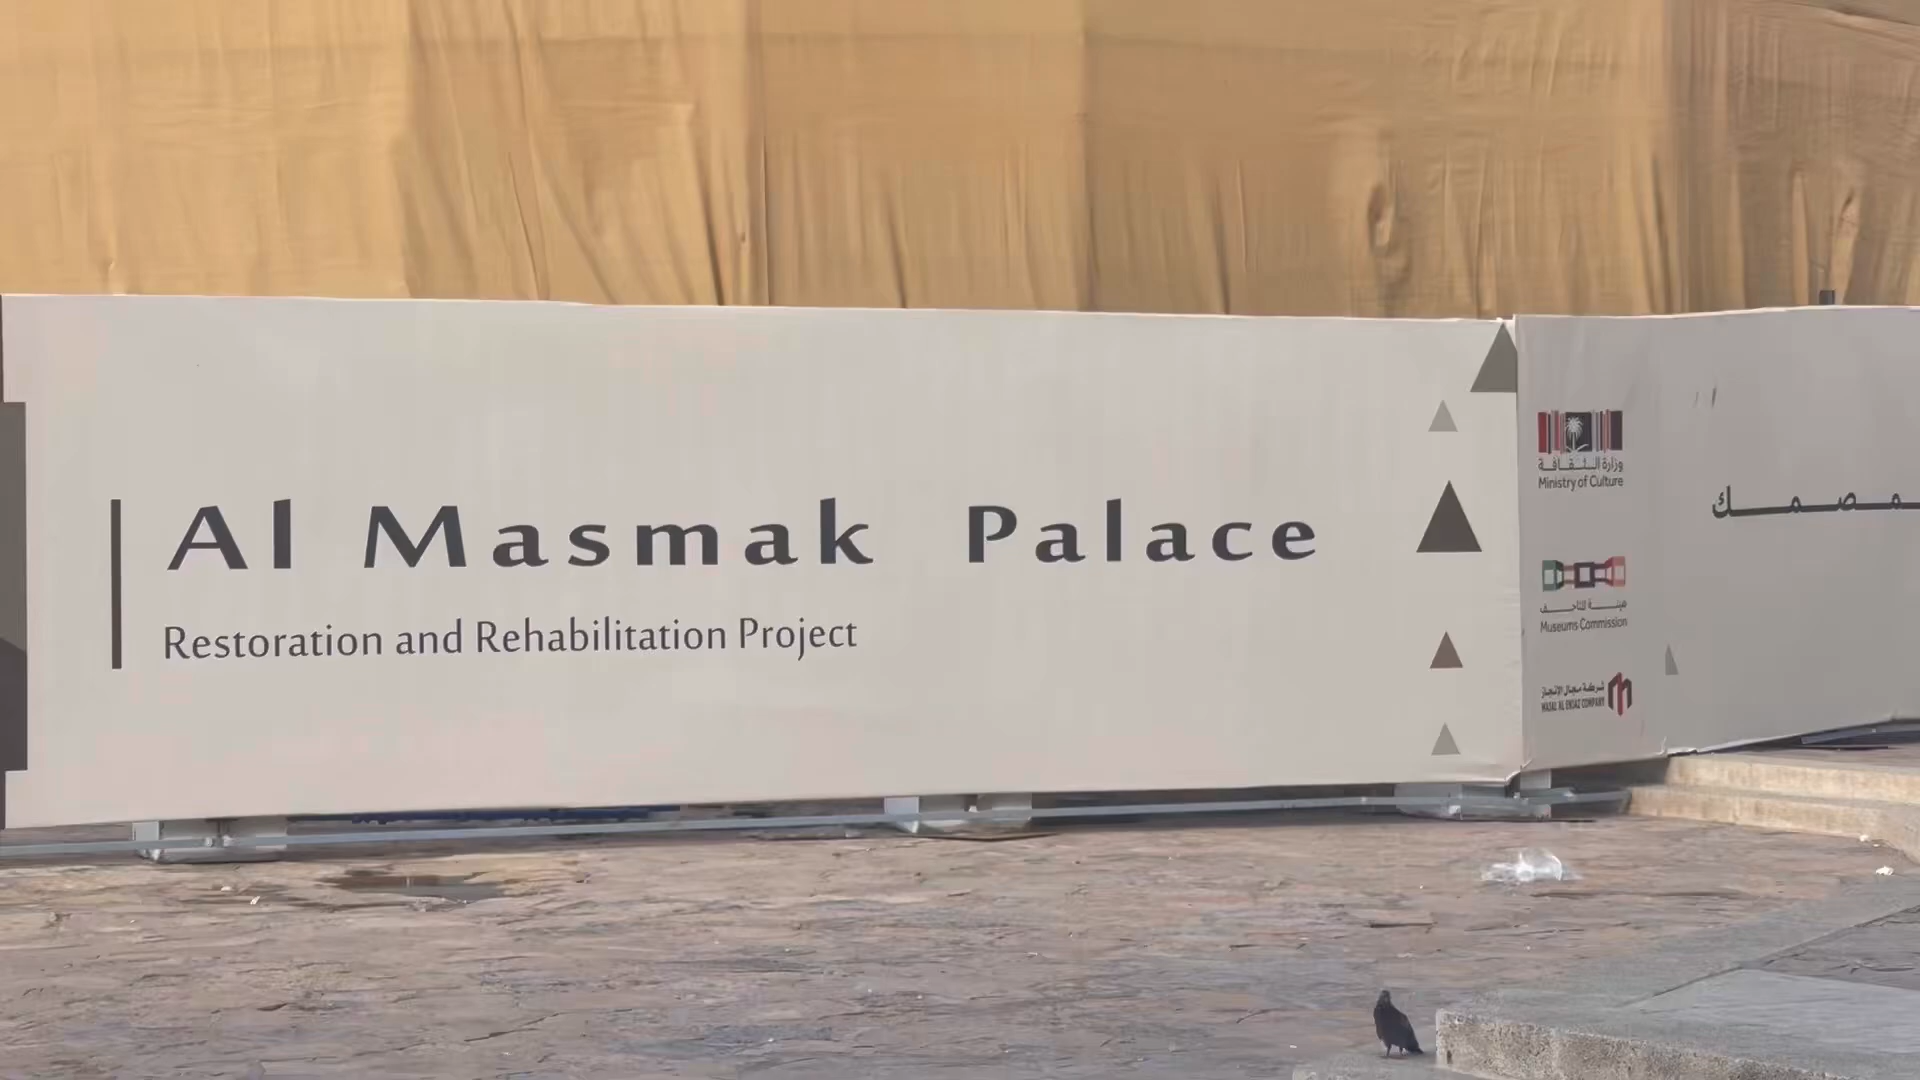 Al Masmak Palace
Restoration and Rehabilitation Project
وزارة الثقافة
Ministry of Culture
هيئة المتاحف
Museums Commission
شركة مجال الإنجاز
MAJAL AL ENJAZ COMPANY